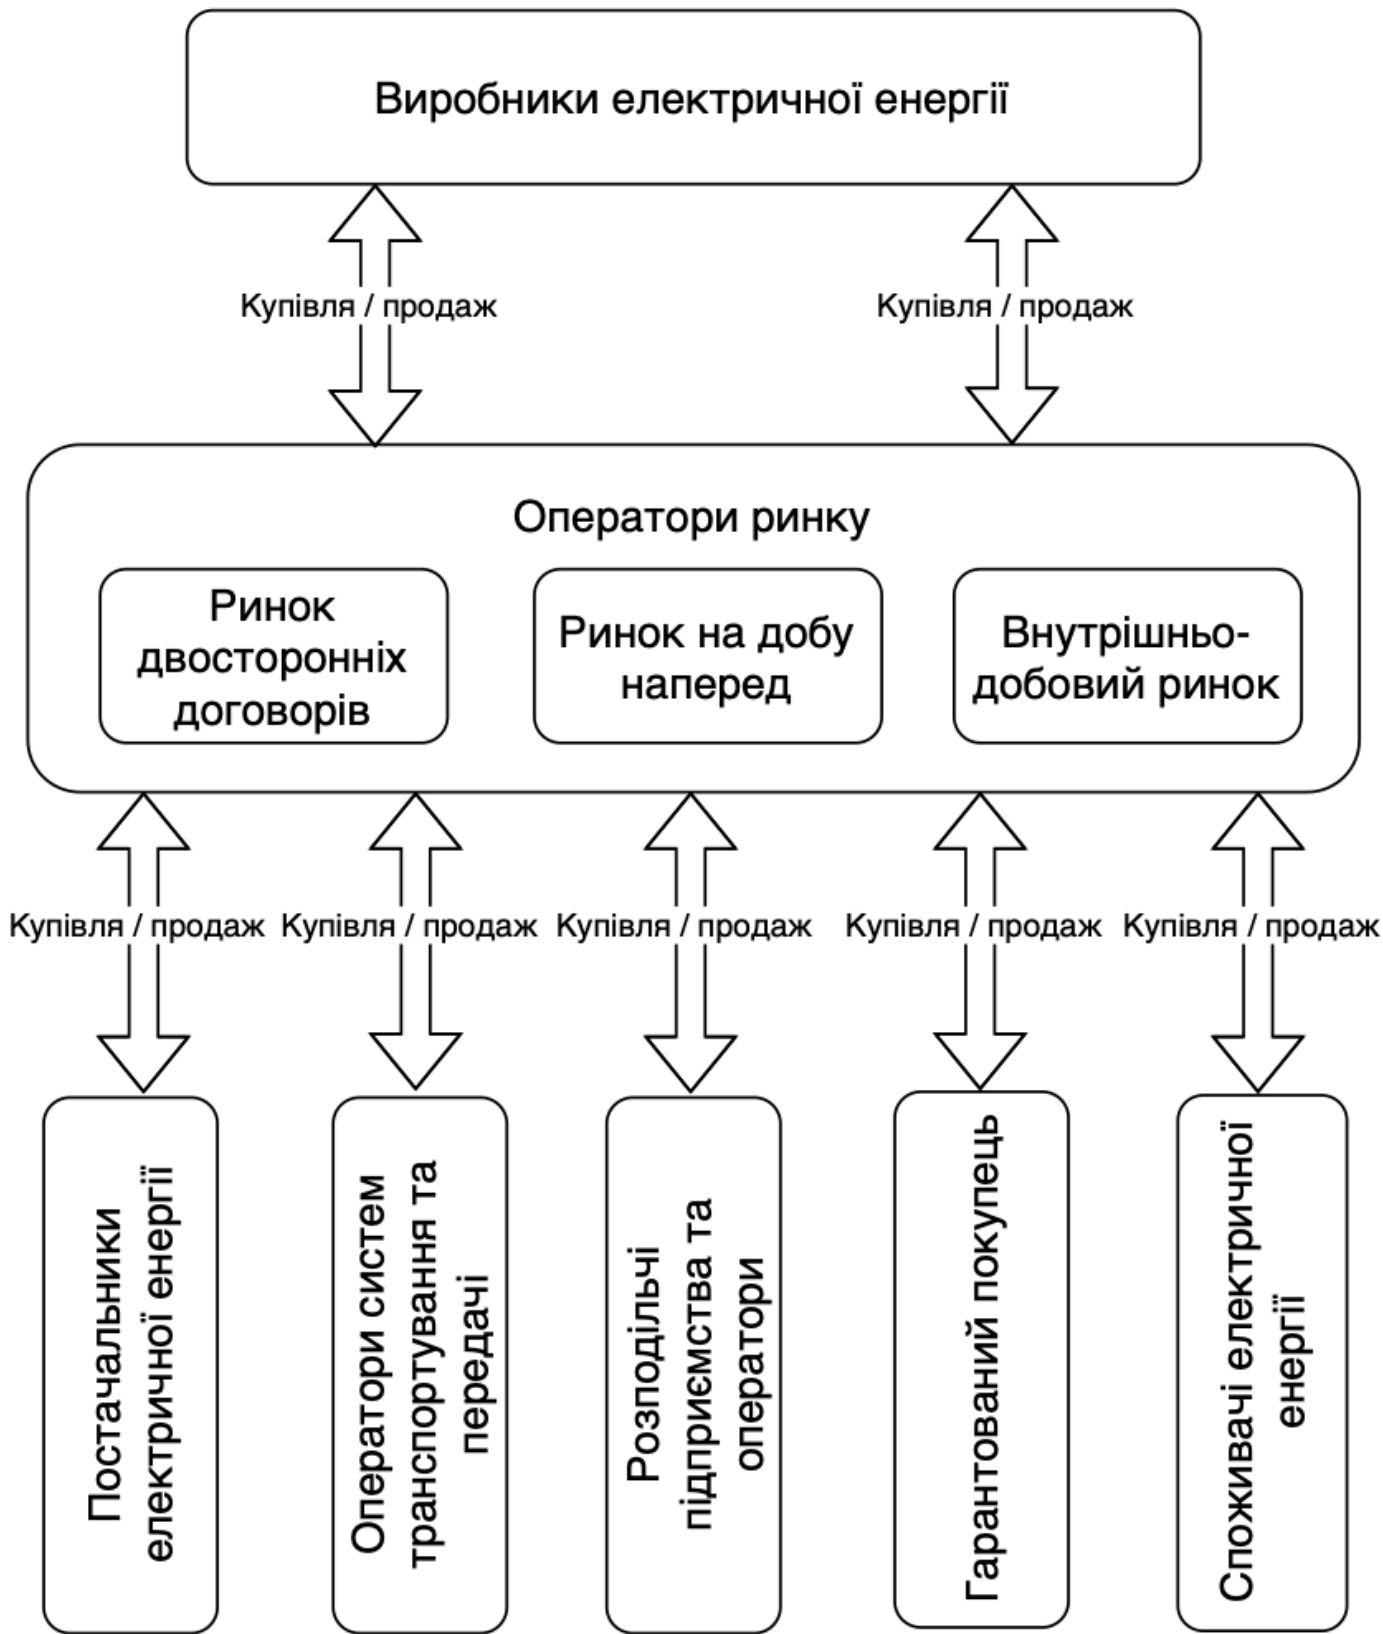 Виробники електричної енергії
Купівля / продаж
Купівля / продаж
Оператори ринку
Ринок
двосторонніх
договорів
Ринок на добу
наперед
Внутрішньо-
добовий ринок
Купівля / продаж
Купівля / продаж
Купівля / продаж
Купівля / продаж
Купівля / продаж
Постачальники
електричної енергії
Оператори систем
транспортування та
передачі
Розподільчі
підприємства та
оператори
Гарантований покупець
Споживачі електричної
енергії